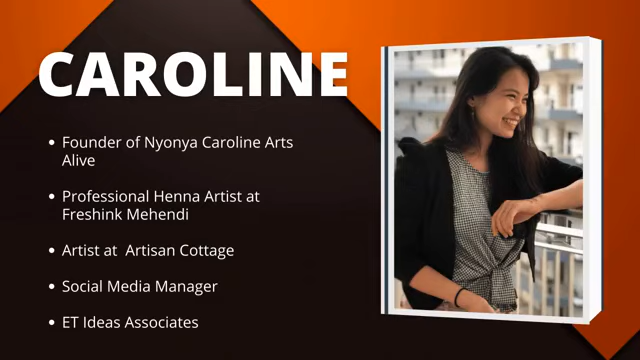 CAROLINE
• Founder of Nyonya Caroline Arts
Alive
• Professional Henna Artist at
Freshink Mehendi
• Artist at  Artisan Cottage
• Social Media Manager
• ET Ideas Associates